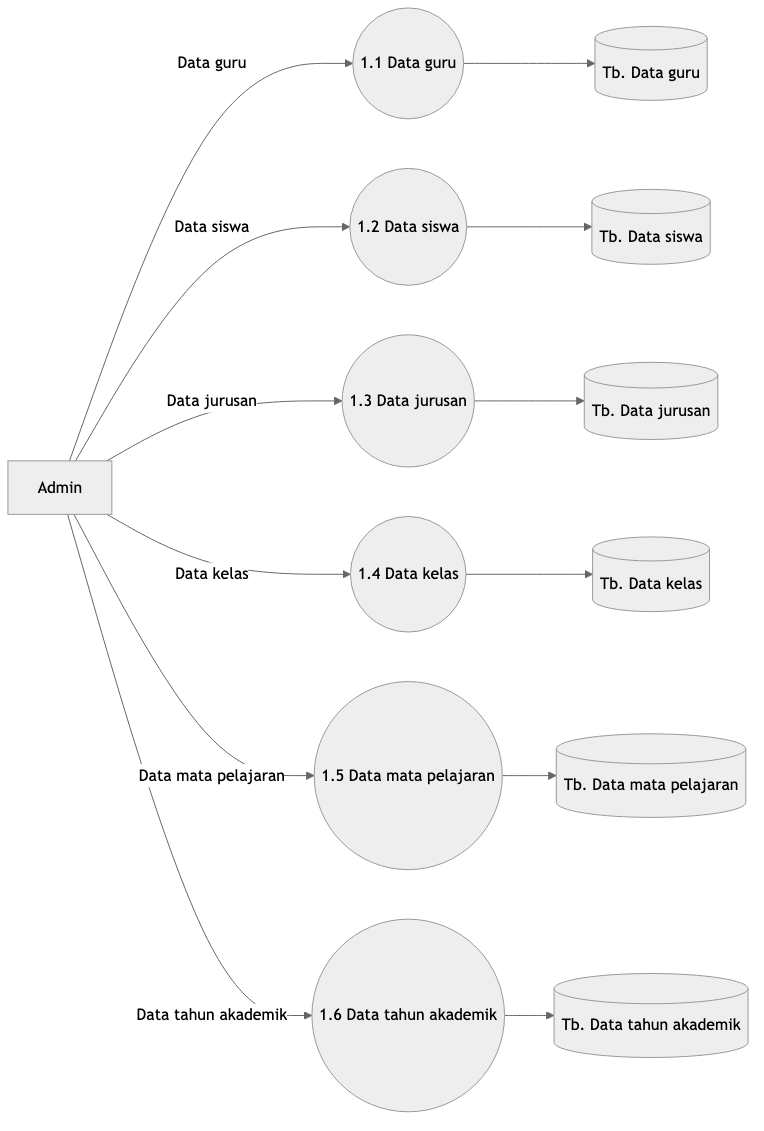 Data guru
1.1 Data guru
Tb. Data guru
Data siswa
1.2 Data siswa
Tb. Data siswa
Data jurusan
1.3 Data jurusan
Tb. Data jurusan
Admin
Data kelas
1.4 Data kelas
Tb. Data kelas
Data mata pelajaran
1.5 Data mata pelajaran
Tb. Data mata pelajaran
Data tahun akademik
1.6 Data tahun akademik
Tb. Data tahun akademik